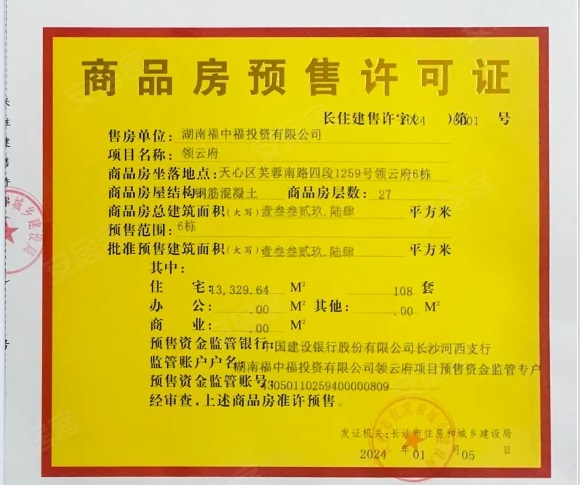 商品房预售许可证
长住建售许字(2024)第0001号
售房单位:湖南福中福投资有限公司
项目名称:领云府
商品房坐落地点:天心区芙蓉南路四段1259号领云府6栋
商品房屋结构:钢筋混凝土 商品房层数:27
商品房总建筑面积(大写)壹叁叁贰玖.陆肆 平方米
预售范围:6栋
批准预售建筑面积(大写)壹叁叁贰玖.陆肆 平方米
其中:
住 宅:13,329.64 M² 108 套
办 公: .00 M² 其他: .00 M²
商 业: .00 M²
预售资金监管银行:中国建设银行股份有限公司长沙河西支行
监管账户户名:湖南福中福投资有限公司领云府项目预售资金监管专户
预售资金监管账号:43050110259400000809
经审查,上述商品房准许预售。
发证机关:长沙市住房和城乡建设局
2024 年 01 月 05 日
城乡建设局